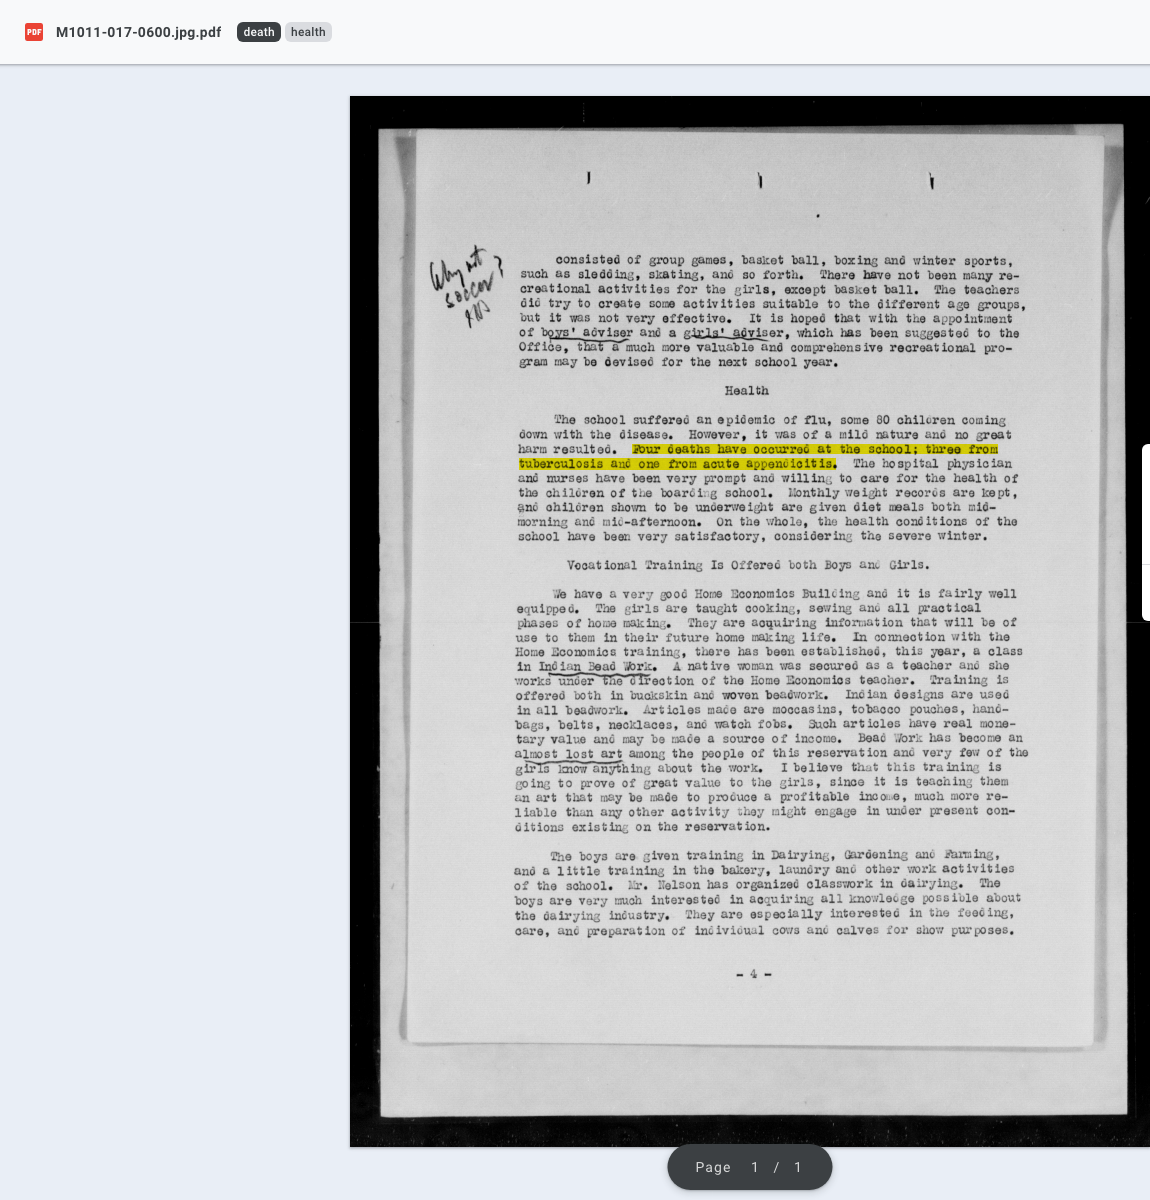 PDF M1011-017-0600.jpg.pdf death health
Why not
soccer ?
consisted of group games, basket ball, boxing and winter sports,
such as sledding, skating, and so forth. There have not been many re-
creational activities for the girls, except basket ball. The teachers
did try to create some activities suitable to the different age groups,
but it was not very effective. It is hoped that with the appointment
of boys' adviser and a girls' adviser, which has been suggested to the
Office, that a much more valuable and comprehensive recreational pro-
gram may be devised for the next school year.
Health
The school suffered an epidemic of flu, some 80 children coming
down with the disease. However, it was of a mild nature and no great
harm resulted. Four deaths have occurred at the school; three from
tuberculosis and one from acute appendicitis. The hospital physician
and nurses have been very prompt and willing to care for the health of
the children of the boarding school. Monthly weight records are kept,
and children shown to be underweight are given diet meals both mid-
morning and mid-afternoon. On the whole, the health conditions of the
school have been very satisfactory, considering the severe winter.
Vocational Training Is Offered both Boys and Girls.
We have a very good Home Economics Building and it is fairly well
equipped. The girls are taught cooking, sewing and all practical
phases of home making. They are acquiring information that will be of
use to them in their future home making life. In connection with the
Home Economics training, there has been established, this year, a class
in Indian Bead Work. A native woman was secured as a teacher and she
works under the direction of the Home Economics teacher. Training is
offered both in buckskin and woven beadwork. Indian designs are used
in all beadwork. Articles made are moccasins, tobacco pouches, hand-
bags, belts, necklaces, and watch fobs. Such articles have real mone-
tary value and may be made a source of income. Bead Work has become an
almost lost art among the people of this reservation and very few of the
girls know anything about the work. I believe that this training is
going to prove of great value to the girls, since it is teaching them
an art that may be made to produce a profitable income, much more re-
liable than any other activity they might engage in under present con-
ditions existing on the reservation.
The boys are given training in Dairying, Gardening and Farming,
and a little training in the bakery, laundry and other work activities
of the school. Mr. Nelson has organized classwork in dairying. The
boys are very much interested in acquiring all knowledge possible about
the dairying industry. They are especially interested in the feeding,
care, and preparation of individual cows and calves for show purposes.
- 4 -
Page 1 / 1